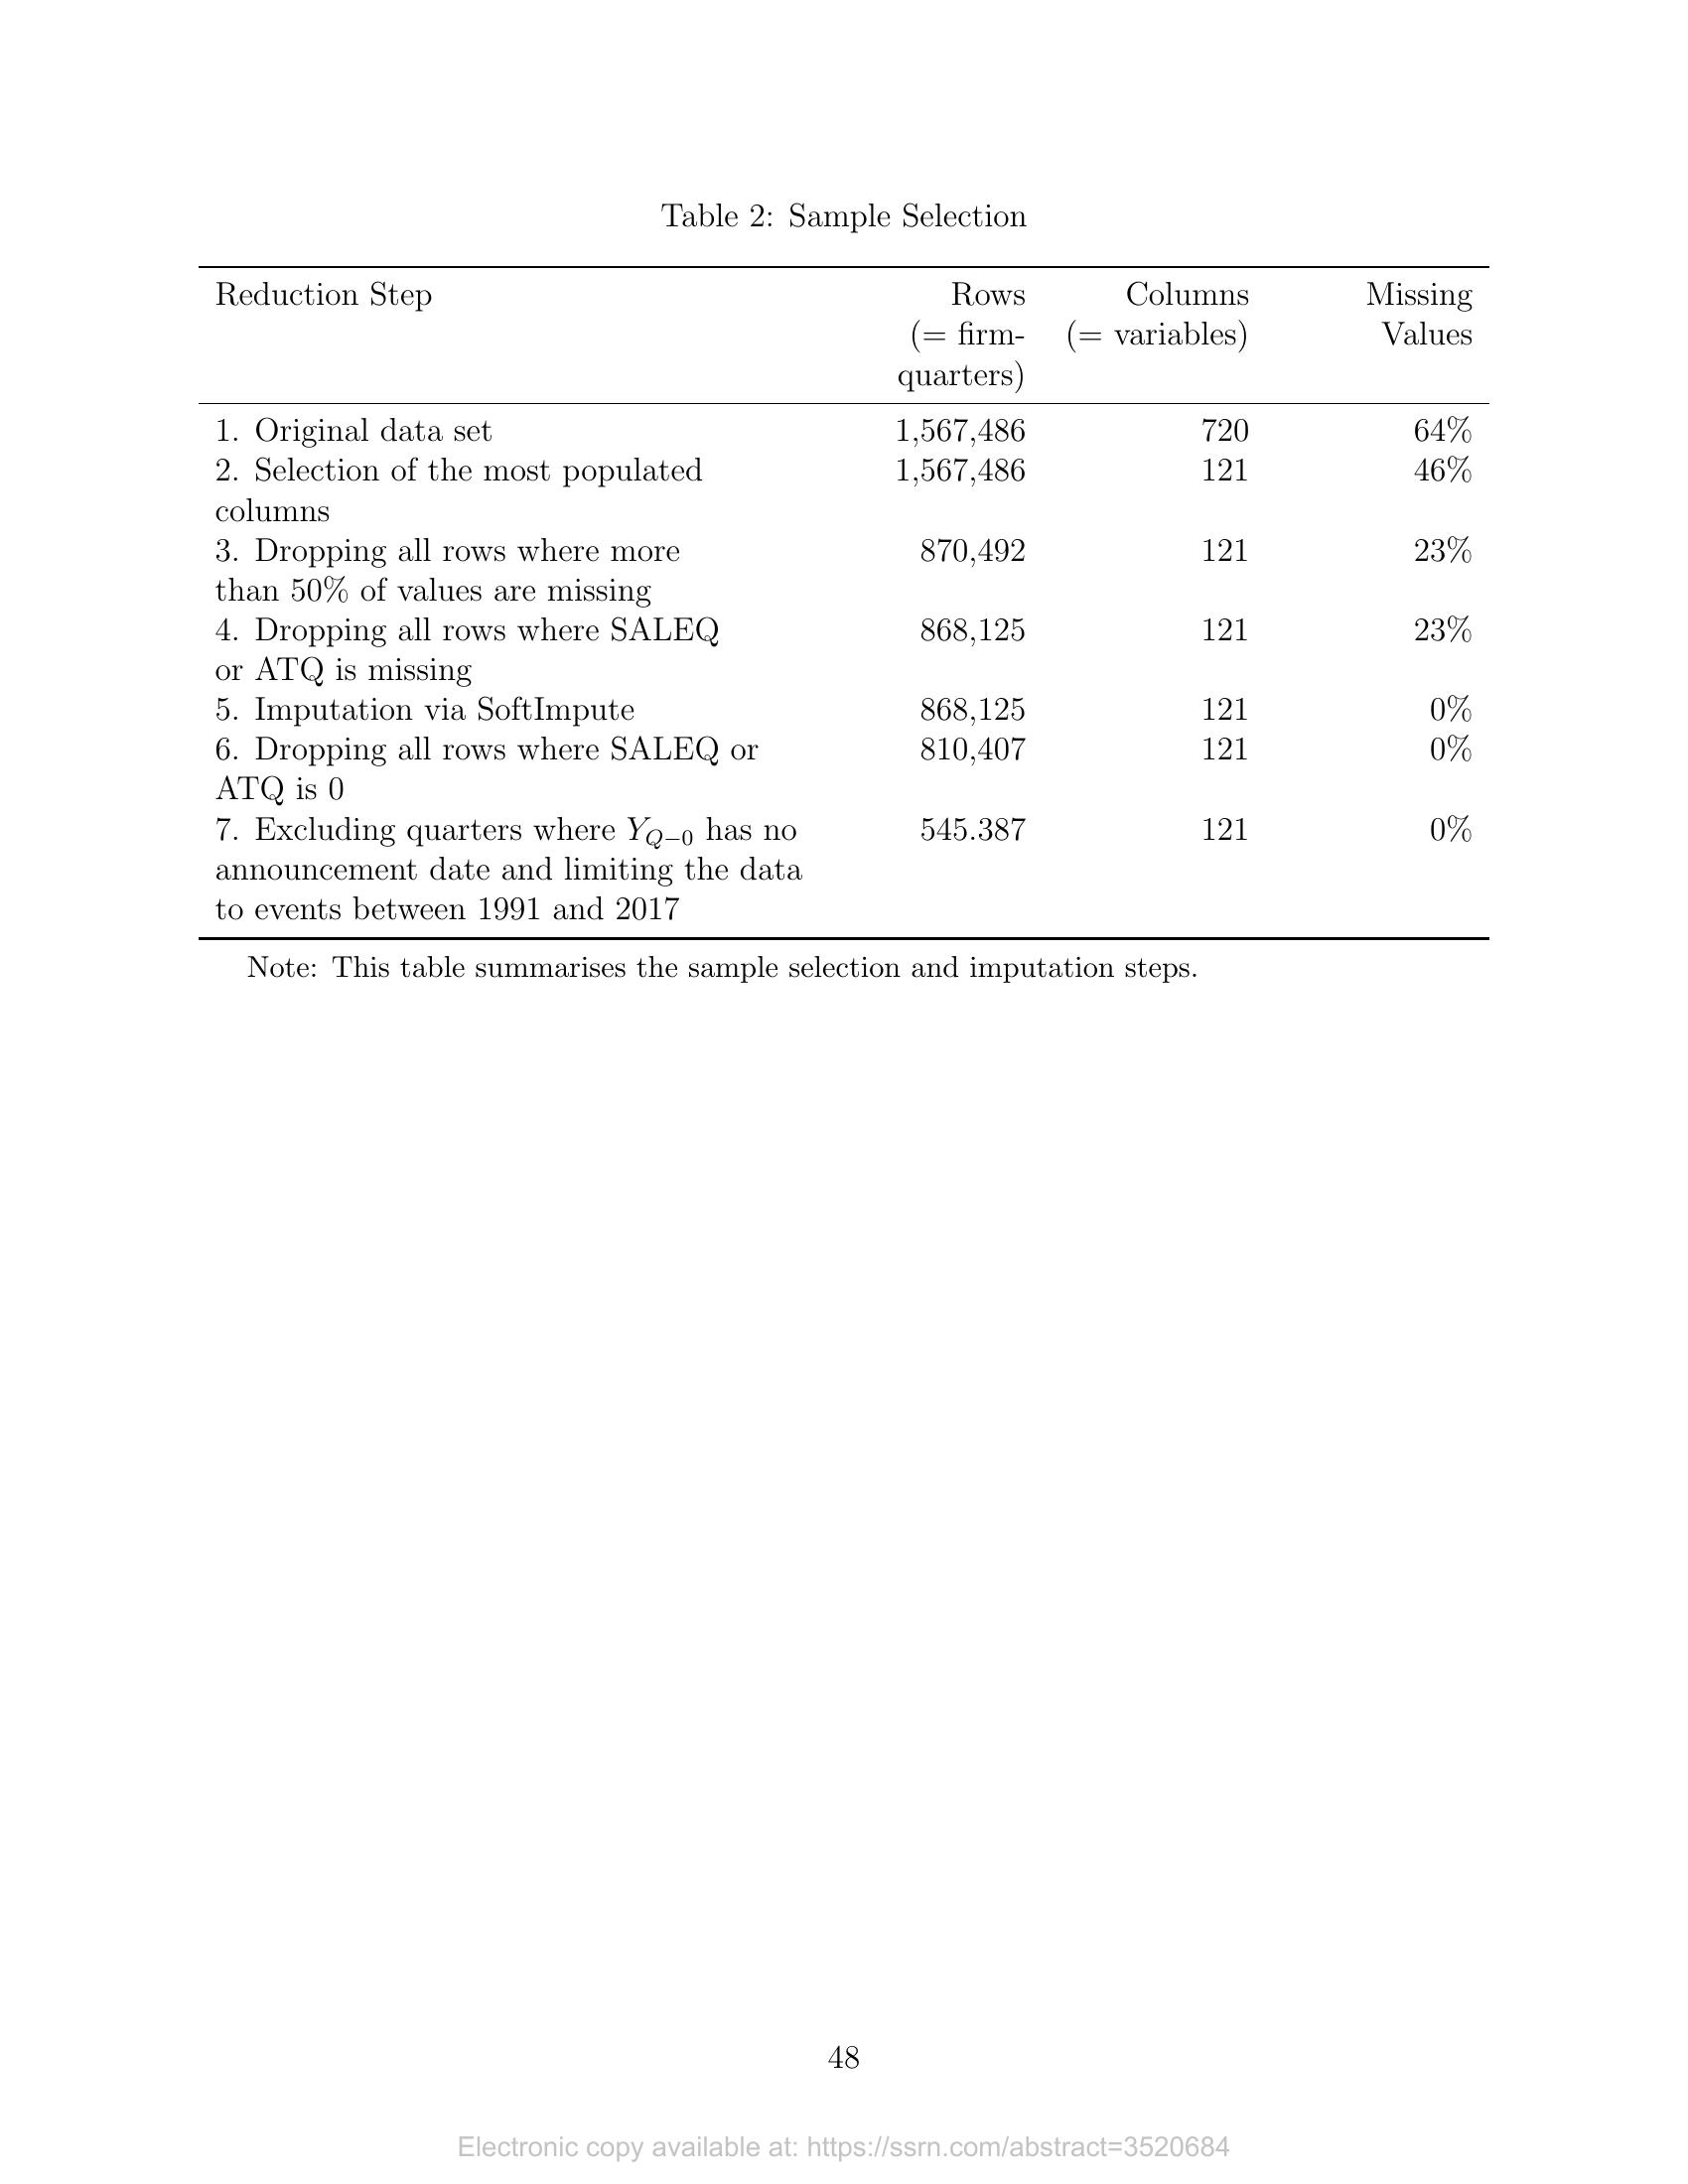 Table 2: Sample Selection
Reduction Step Rows Columns Missing
(= firm- (= variables) Values
quarters)
1. Original data set 1,567,486 720 64%
2. Selection of the most populated 1,567,486 121 46%
columns
3. Dropping all rows where more 870,492 121 23%
than 50% of values are missing
4. Dropping all rows where SALEQ 868,125 121 23%
or ATQ is missing
5. Imputation via SoftImpute 868,125 121 0%
6. Dropping all rows where SALEQ or 810,407 121 0%
ATQ is 0
7. Excluding quarters where Y_{Q−0} has no 545.387 121 0%
announcement date and limiting the data
to events between 1991 and 2017
Note: This table summarises the sample selection and imputation steps.
48
Electronic copy available at: https://ssrn.com/abstract=3520684